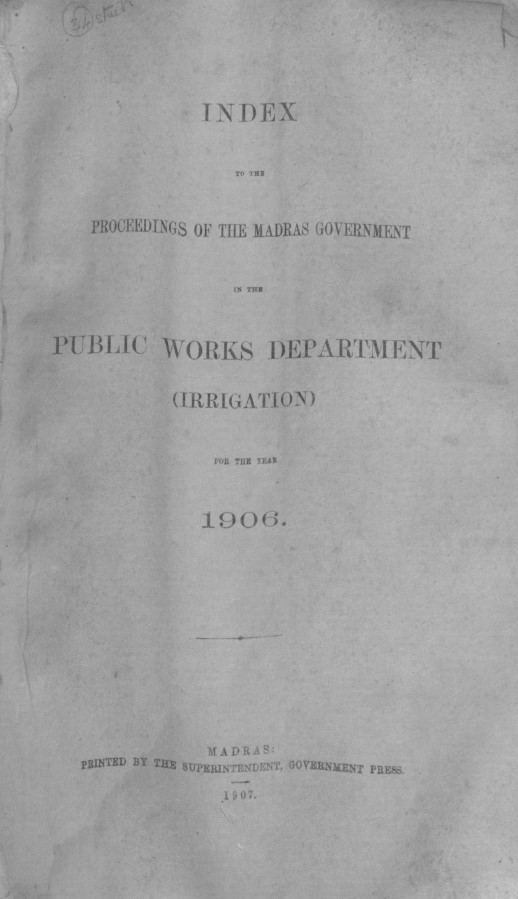 INDEX
TO THE
PROCEEDINGS OF THE MADRAS GOVERNMENT
IN THE
PUBLIC WORKS DEPARTMENT
(IRRIGATION)
FOR THE YEAR
1906.
MADRAS:
PRINTED BY THE SUPERINTENDENT, GOVERNMENT PRESS.
1907.